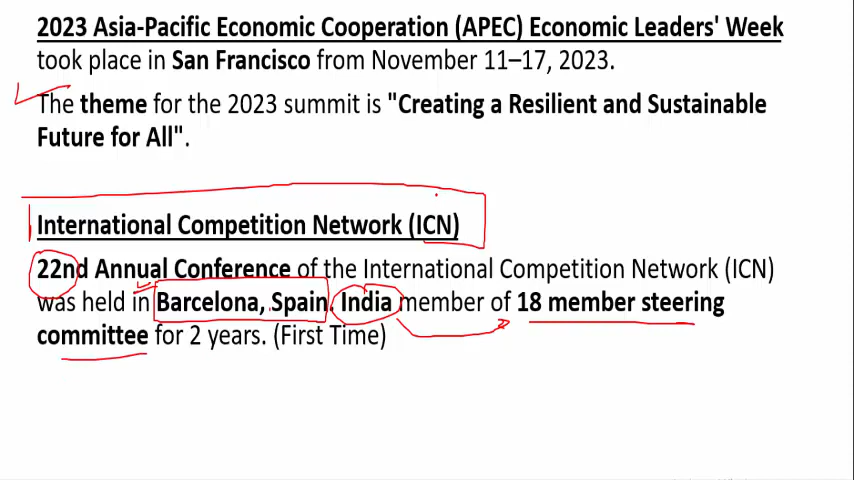 2023 Asia-Pacific Economic Cooperation (APEC) Economic Leaders' Week
took place in San Francisco from November 11–17, 2023.
The theme for the 2023 summit is "Creating a Resilient and Sustainable
Future for All".
International Competition Network (ICN)
22nd Annual Conference of the International Competition Network (ICN)
was held in Barcelona, Spain. India member of 18 member steering
committee for 2 years. (First Time)